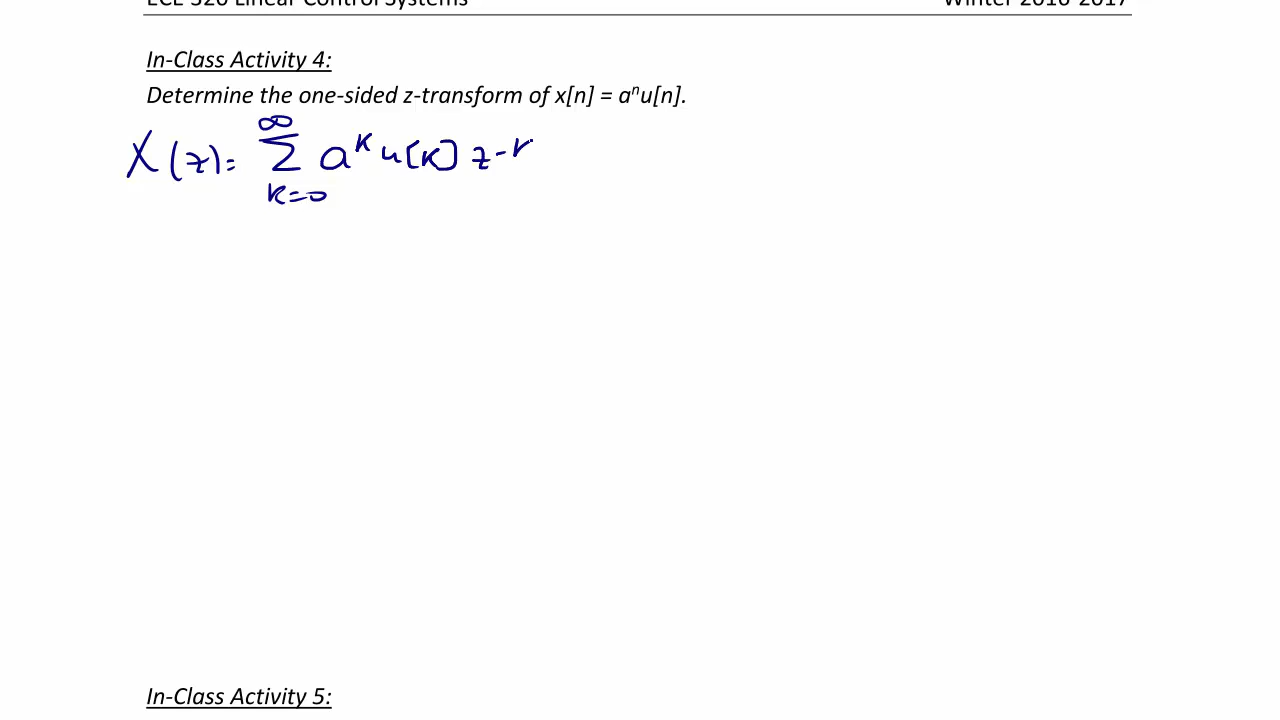 ECE 320 Linear Control Systems Winter 2016-2017
In-Class Activity 4:
Determine the one-sided z-transform of x[n] = aⁿu[n].
X(z)= ∞ Σ k=0 a^k u[k] z^-k
In-Class Activity 5: